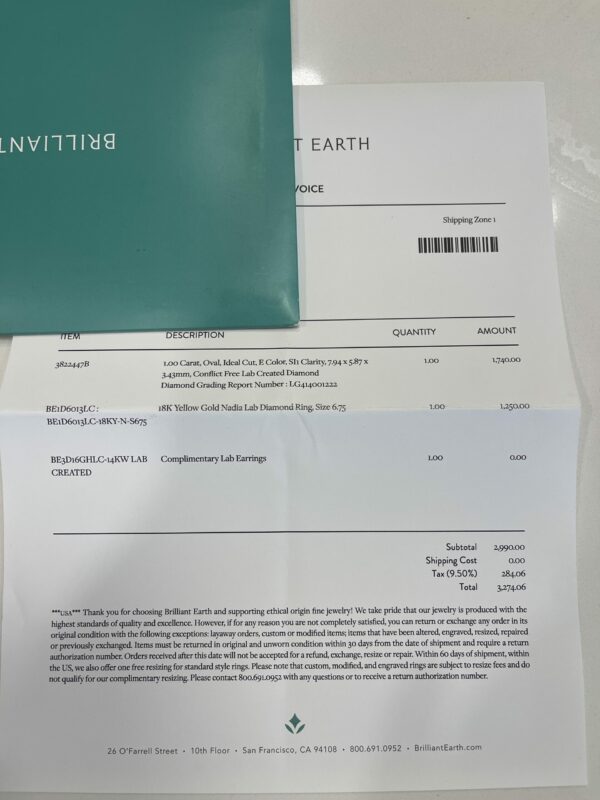 BRILLIANT
T EARTH
VOICE
Shipping Zone 1
ITEM DESCRIPTION QUANTITY AMOUNT
3822447B 1.00 Carat, Oval, Ideal Cut, E Color, SI1 Clarity, 7.94 x 5.87 x 1.00 1,740.00
3.43mm, Conflict Free Lab Created Diamond
Diamond Grading Report Number : LG414001222
BE1D6013LC : 18K Yellow Gold Nadia Lab Diamond Ring, Size 6.75 1.00 1,250.00
BE1D6013LC-18KY-N-S675
BE3D16GHLC-14KW LAB Complimentary Lab Earrings 1.00 0.00
CREATED
Subtotal 2,990.00
Shipping Cost 0.00
Tax (9.50%) 284.06
Total 3,274.06
***USA*** Thank you for choosing Brilliant Earth and supporting ethical origin fine jewelry! We take pride that our jewelry is produced with the
highest standards of quality and excellence. However, if for any reason you are not completely satisfied, you can return or exchange any order in its
original condition with the following exceptions: layaway orders, custom or modified items; items that have been altered, engraved, resized, repaired
or previously exchanged. Items must be returned in original and unworn condition within 30 days from the date of shipment and require a return
authorization number. Orders received after this date will not be accepted for a refund, exchange, resize or repair. Within 60 days of shipment, within
the US, we also offer one free resizing for standard style rings. Please note that custom, modified, and engraved rings are subject to resize fees and do
not qualify for our complimentary resizing. Please contact 800.691.0952 with any questions or to receive a return authorization number.
26 O'Farrell Street • 10th Floor • San Francisco, CA 94108 • 800.691.0952 • BrilliantEarth.com